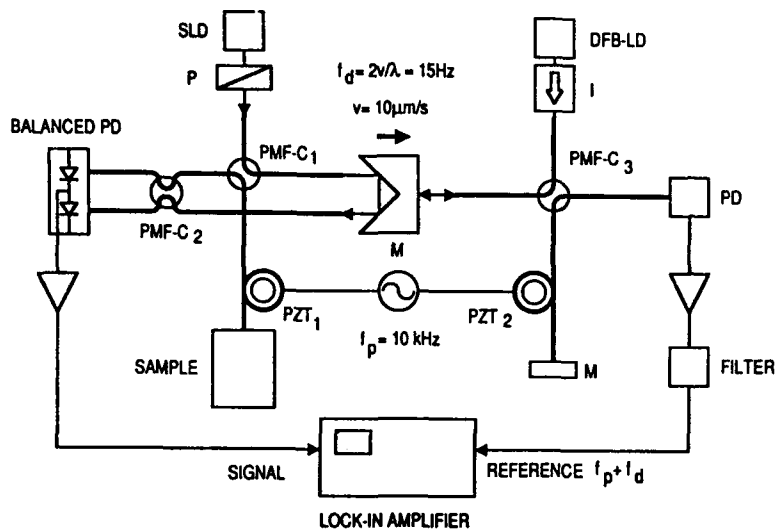 SLD
DFB-LD
P
f_d = 2v/λ = 15Hz
I
v = 10μm/s
BALANCED PD
PMF-C₁
PMF-C₃
PD
PMF-C₂
M
PZT₁
PZT₂
f_p = 10 kHz
SAMPLE
M
FILTER
SIGNAL
REFERENCE f_p + f_d
LOCK-IN AMPLIFIER